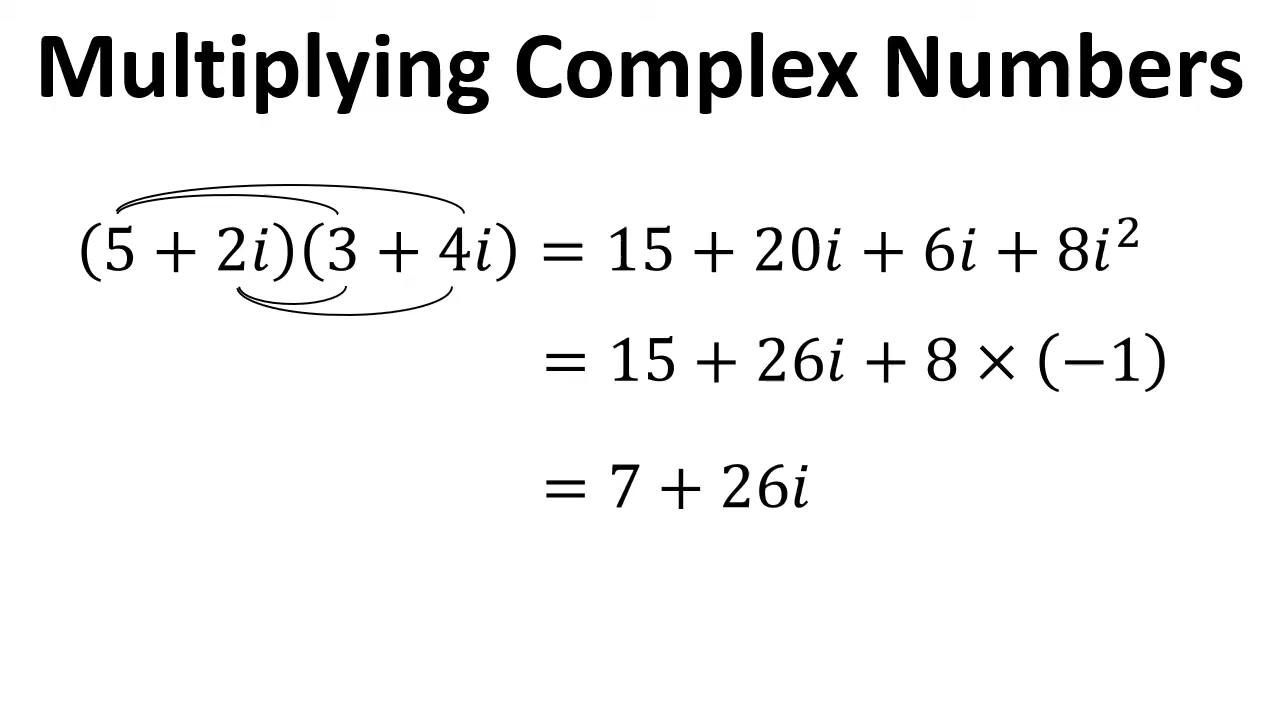 Multiplying Complex Numbers
(5 + 2i)(3 + 4i) = 15 + 20i + 6i + 8i²
= 15 + 26i + 8 × (−1)
= 7 + 26i